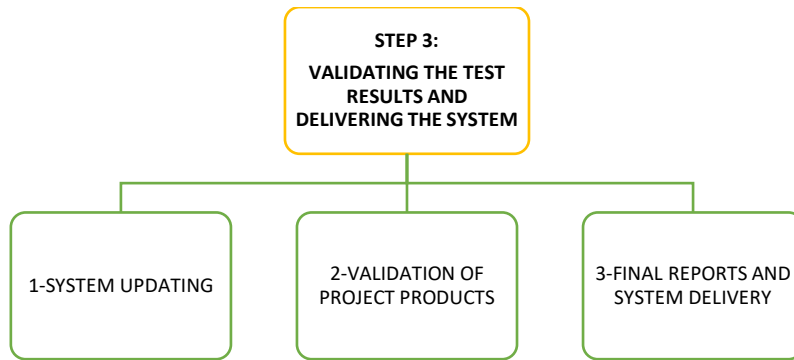 STEP 3:
VALIDATING THE TEST
RESULTS AND
DELIVERING THE SYSTEM
1-SYSTEM UPDATING
2-VALIDATION OF
PROJECT PRODUCTS
3-FINAL REPORTS AND
SYSTEM DELIVERY